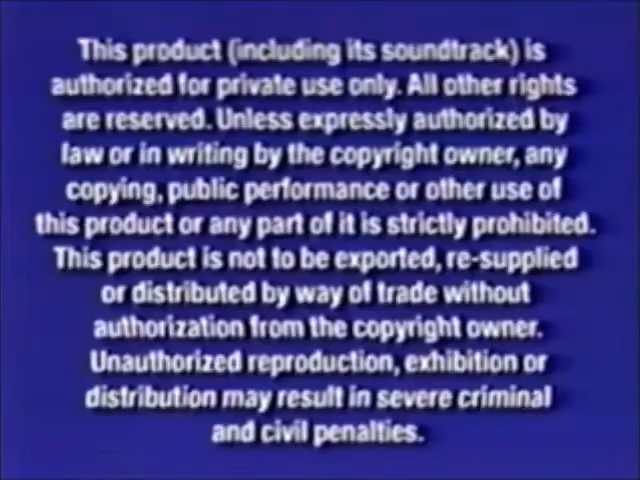 This product (including its soundtrack) is
authorized for private use only. All other rights
are reserved. Unless expressly authorized by
law or in writing by the copyright owner, any
copying, public performance or other use of
this product or any part of it is strictly prohibited.
This product is not to be exported, re-supplied
or distributed by way of trade without
authorization from the copyright owner.
Unauthorized reproduction, exhibition or
distribution may result in severe criminal
and civil penalties.